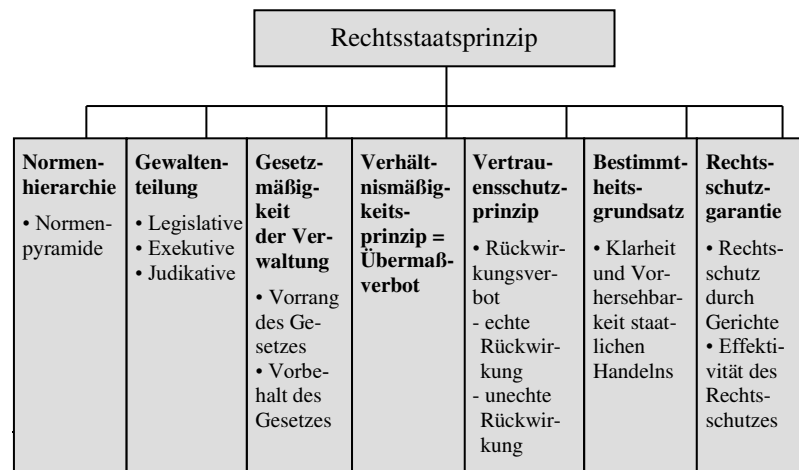 Rechtsstaatsprinzip
Normen-
hierarchie
• Normen-
pyramide
Gewalten-
teilung
• Legislative
• Exekutive
• Judikative
Gesetz-
mäßigkeit
der Ver-
waltung
• Vorrang
des Ge-
setzes
• Vorbe-
halt des
Gesetzes
Verhält-
nismäßig-
keits-
prinzip =
Übermaß-
verbot
Vertrau-
ensschutz-
prinzip
• Rückwir-
kungsver-
bot
- echte
Rückwir-
kung
- unechte
Rückwir-
kung
Bestimmt-
heits-
grundsatz
• Klarheit
und Vor-
hersehbar-
keit staat-
lichen
Handelns
Rechts-
schutz-
garantie
• Rechts-
schutz
durch
Gerichte
• Effekti-
vität des
Rechts-
schutzes